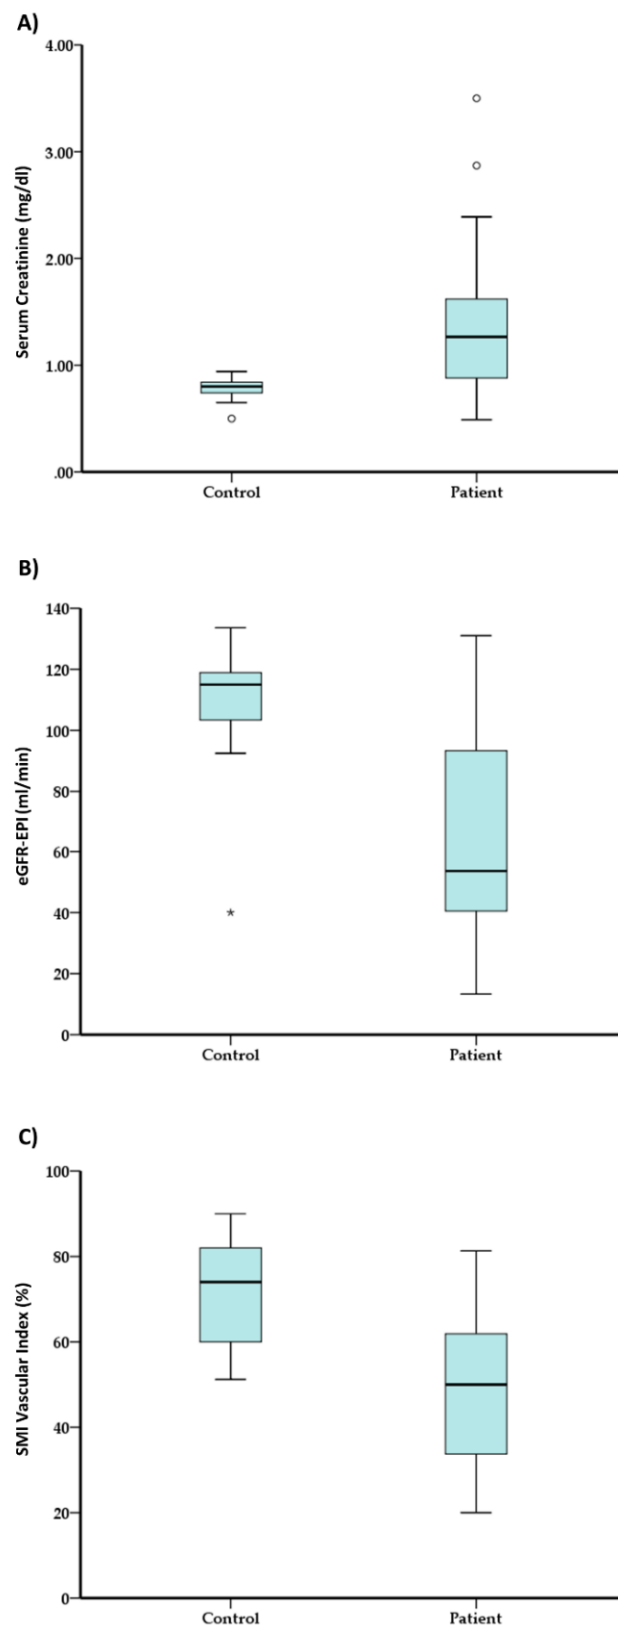 A)
4.00
3.00
2.00
1.00
.00
Serum Creatinine (mg/dl)
Control Patient
B)
140
120
100
80
60
40
20
0
eGFR-EPI (ml/min)
*
Control Patient
C)
100
80
60
40
20
0
SMI Vascular Index (%)
Control Patient